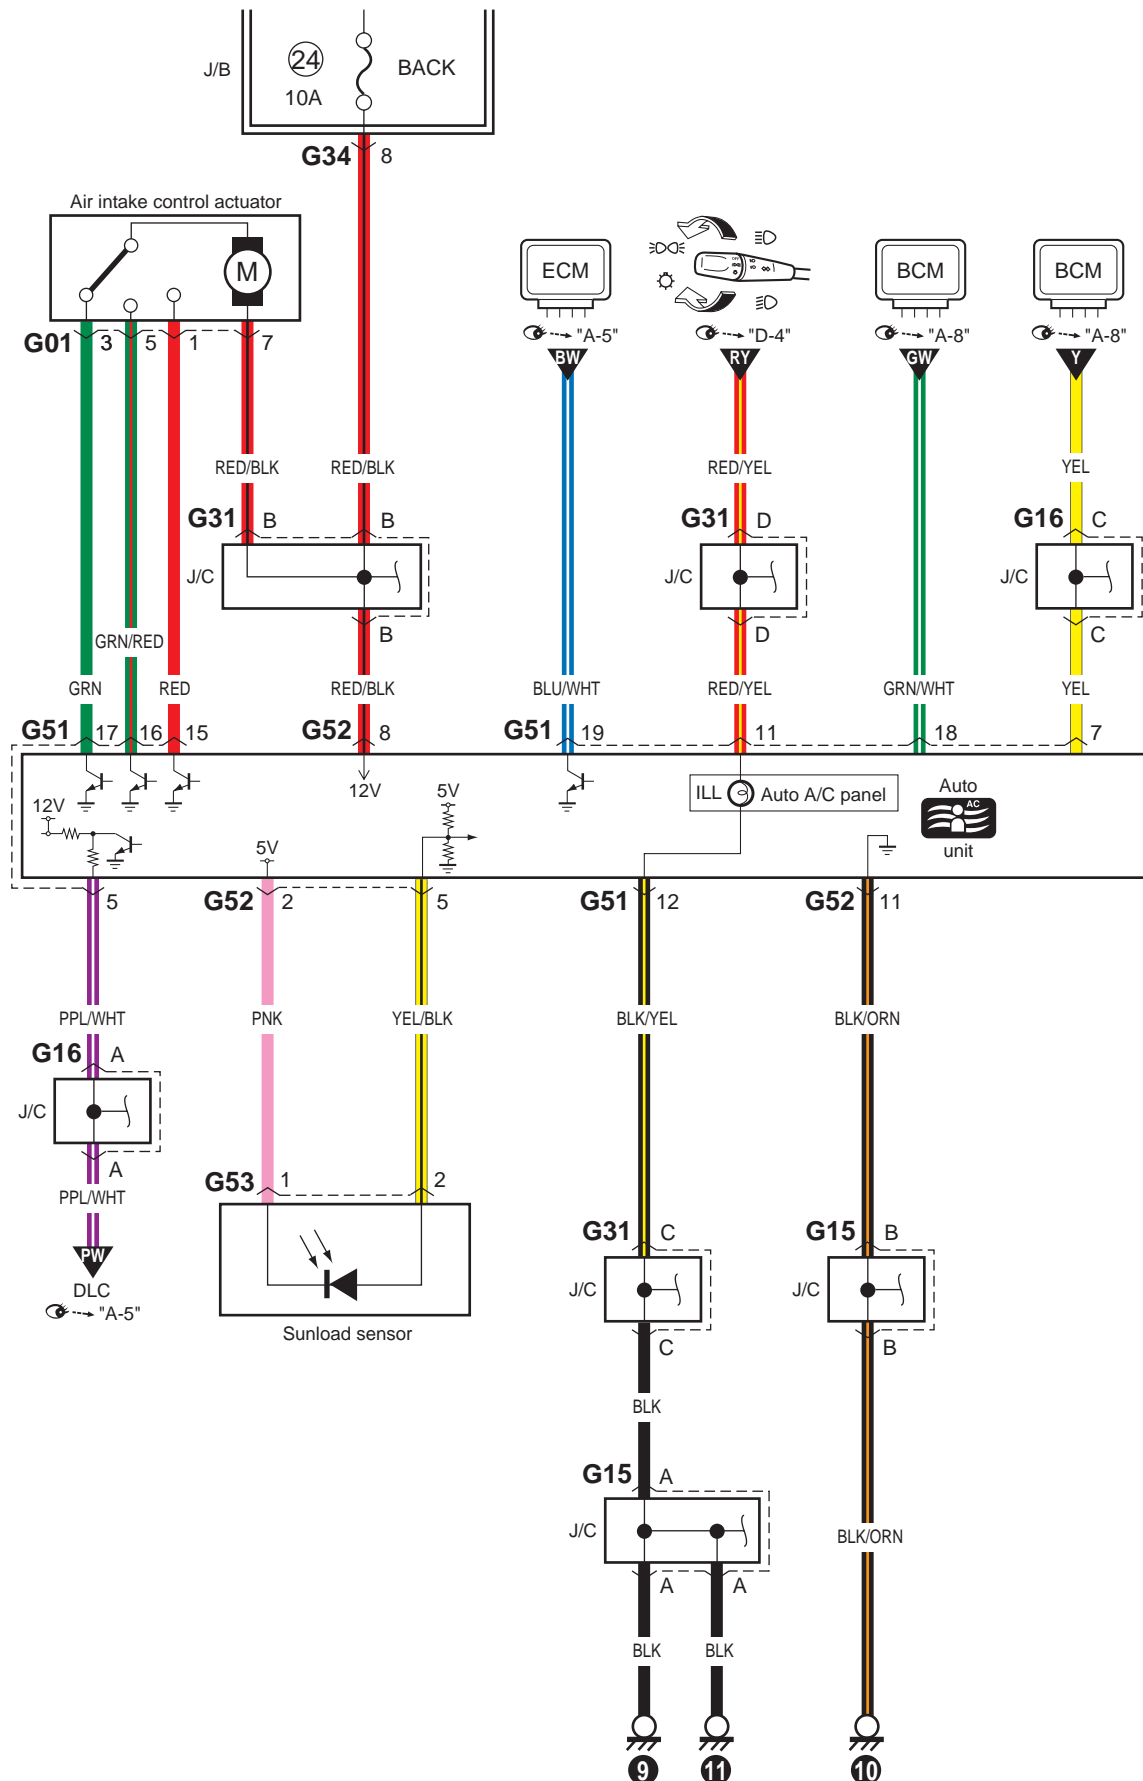 J/B
24
10A
BACK
G34 8
Air intake control actuator
M
ECM
BCM
BCM
"A-5"
"D-4"
"A-8"
"A-8"
G01 3 5 1 7
BW
RY
GW
Y
RED/BLK
RED/BLK
RED/YEL
YEL
G31 B B
G31 D
G16 C
J/C
J/C
J/C
B
D
C
GRN/RED
GRN
RED
RED/BLK
BLU/WHT
RED/YEL
GRN/WHT
YEL
G51 17 16 15
G52 8
G51 19 11 18 7
12V
12V
5V
5V
ILL
Auto A/C panel
Auto
AC
unit
5
G52 2 5
G51 12
G52 11
PPL/WHT
PNK
YEL/BLK
BLK/YEL
BLK/ORN
G16 A
J/C
A
PPL/WHT
PW
DLC
"A-5"
G53 1 2
Sunload sensor
G31 C
J/C
C
G15 B
J/C
B
BLK
G15 A
J/C
A A
BLK/ORN
BLK
BLK
9
11
10